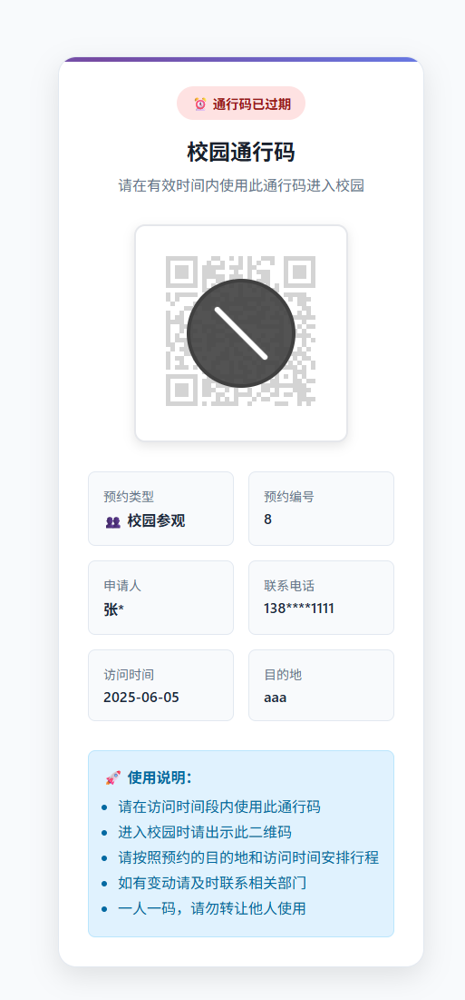 通行码已过期
校园通行码
请在有效时间内使用此通行码进入校园
预约类型
校园参观
预约编号
8
申请人
张*
联系电话
138****1111
访问时间
2025-06-05
目的地
aaa
使用说明：
请在访问时间段内使用此通行码
进入校园时请出示此二维码
请按照预约的目的地和访问时间安排行程
如有变动请及时联系相关部门
一人一码，请勿转让他人使用